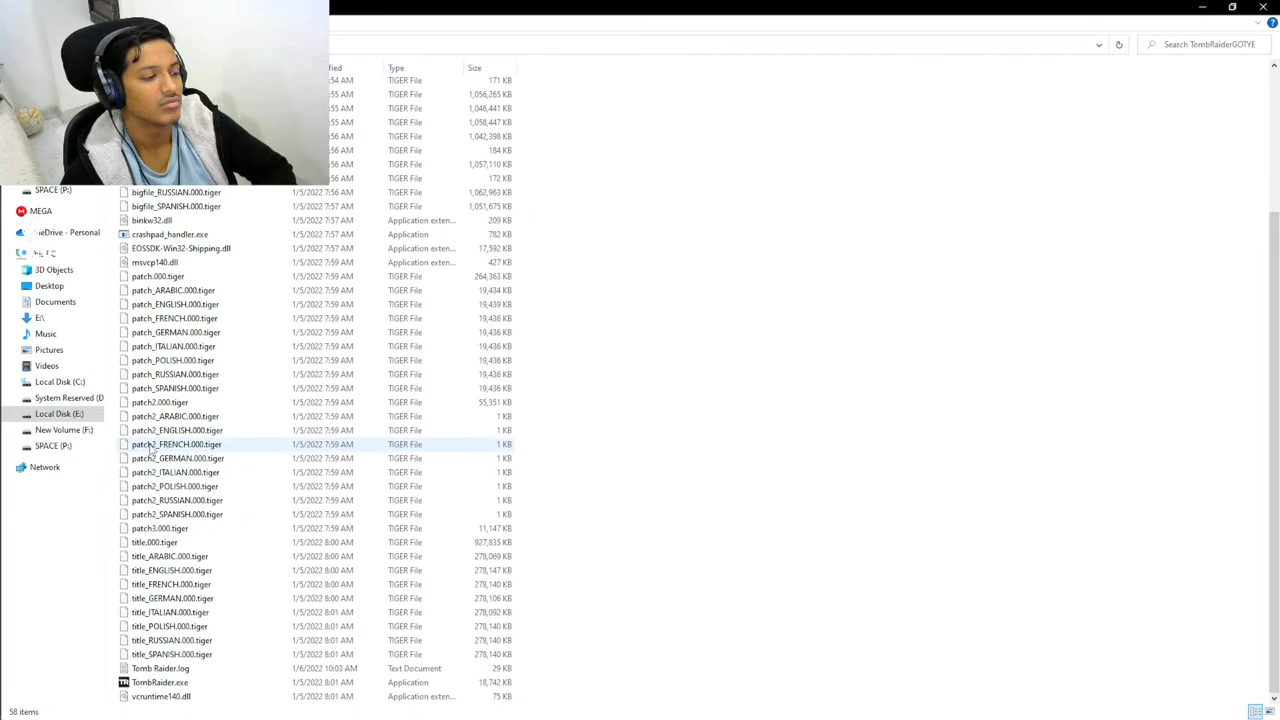 Search TombRaiderGOTYE
fied Type Size
:54 AM TIGER File 171 KB
:55 AM TIGER File 1,056,265 KB
:55 AM TIGER File 1,046,441 KB
:55 AM TIGER File 1,058,447 KB
:56 AM TIGER File 1,042,398 KB
:56 AM TIGER File 184 KB
:56 AM TIGER File 1,057,110 KB
:56 AM TIGER File 172 KB
bigfile_RUSSIAN.000.tiger 1/5/2022 7:56 AM TIGER File 1,062,963 KB
bigfile_SPANISH.000.tiger 1/5/2022 7:57 AM TIGER File 1,051,675 KB
binkw32.dll 1/5/2022 7:57 AM Application exten... 209 KB
crashpad_handler.exe 1/5/2022 7:57 AM Application 782 KB
EOSSDK-Win32-Shipping.dll 1/5/2022 7:57 AM Application exten... 17,592 KB
msvcp140.dll 1/5/2022 7:57 AM Application exten... 427 KB
patch.000.tiger 1/5/2022 7:59 AM TIGER File 264,363 KB
patch_ARABIC.000.tiger 1/5/2022 7:59 AM TIGER File 19,434 KB
patch_ENGLISH.000.tiger 1/5/2022 7:59 AM TIGER File 19,439 KB
patch_FRENCH.000.tiger 1/5/2022 7:59 AM TIGER File 19,436 KB
patch_GERMAN.000.tiger 1/5/2022 7:59 AM TIGER File 19,436 KB
patch_ITALIAN.000.tiger 1/5/2022 7:59 AM TIGER File 19,436 KB
patch_POLISH.000.tiger 1/5/2022 7:59 AM TIGER File 19,436 KB
patch_RUSSIAN.000.tiger 1/5/2022 7:59 AM TIGER File 19,436 KB
patch_SPANISH.000.tiger 1/5/2022 7:59 AM TIGER File 19,436 KB
patch2.000.tiger 1/5/2022 7:59 AM TIGER File 55,351 KB
patch2_ARABIC.000.tiger 1/5/2022 7:59 AM TIGER File 1 KB
patch2_ENGLISH.000.tiger 1/5/2022 7:59 AM TIGER File 1 KB
patch2_FRENCH.000.tiger 1/5/2022 7:59 AM TIGER File 1 KB
patch2_GERMAN.000.tiger 1/5/2022 7:59 AM TIGER File 1 KB
patch2_ITALIAN.000.tiger 1/5/2022 7:59 AM TIGER File 1 KB
patch2_POLISH.000.tiger 1/5/2022 7:59 AM TIGER File 1 KB
patch2_RUSSIAN.000.tiger 1/5/2022 7:59 AM TIGER File 1 KB
patch2_SPANISH.000.tiger 1/5/2022 7:59 AM TIGER File 1 KB
patch3.000.tiger 1/5/2022 7:59 AM TIGER File 11,147 KB
title.000.tiger 1/5/2022 8:00 AM TIGER File 927,835 KB
title_ARABIC.000.tiger 1/5/2022 8:00 AM TIGER File 278,069 KB
title_ENGLISH.000.tiger 1/5/2022 8:00 AM TIGER File 278,147 KB
title_FRENCH.000.tiger 1/5/2022 8:00 AM TIGER File 278,140 KB
title_GERMAN.000.tiger 1/5/2022 8:00 AM TIGER File 278,106 KB
title_ITALIAN.000.tiger 1/5/2022 8:01 AM TIGER File 278,092 KB
title_POLISH.000.tiger 1/5/2022 8:01 AM TIGER File 278,140 KB
title_RUSSIAN.000.tiger 1/5/2022 8:01 AM TIGER File 278,140 KB
title_SPANISH.000.tiger 1/5/2022 8:01 AM TIGER File 278,140 KB
Tomb Raider.log 1/6/2022 10:03 AM Text Document 29 KB
TombRaider.exe 1/5/2022 8:01 AM Application 18,742 KB
vcruntime140.dll 1/5/2022 8:01 AM Application exten... 75 KB
SPACE (P:)
MEGA
neDrive - Personal
3D Objects
Desktop
Documents
E:\
Music
Pictures
Videos
Local Disk (C:)
System Reserved (D
Local Disk (E:)
New Volume (F:)
SPACE (P:)
Network
58 items